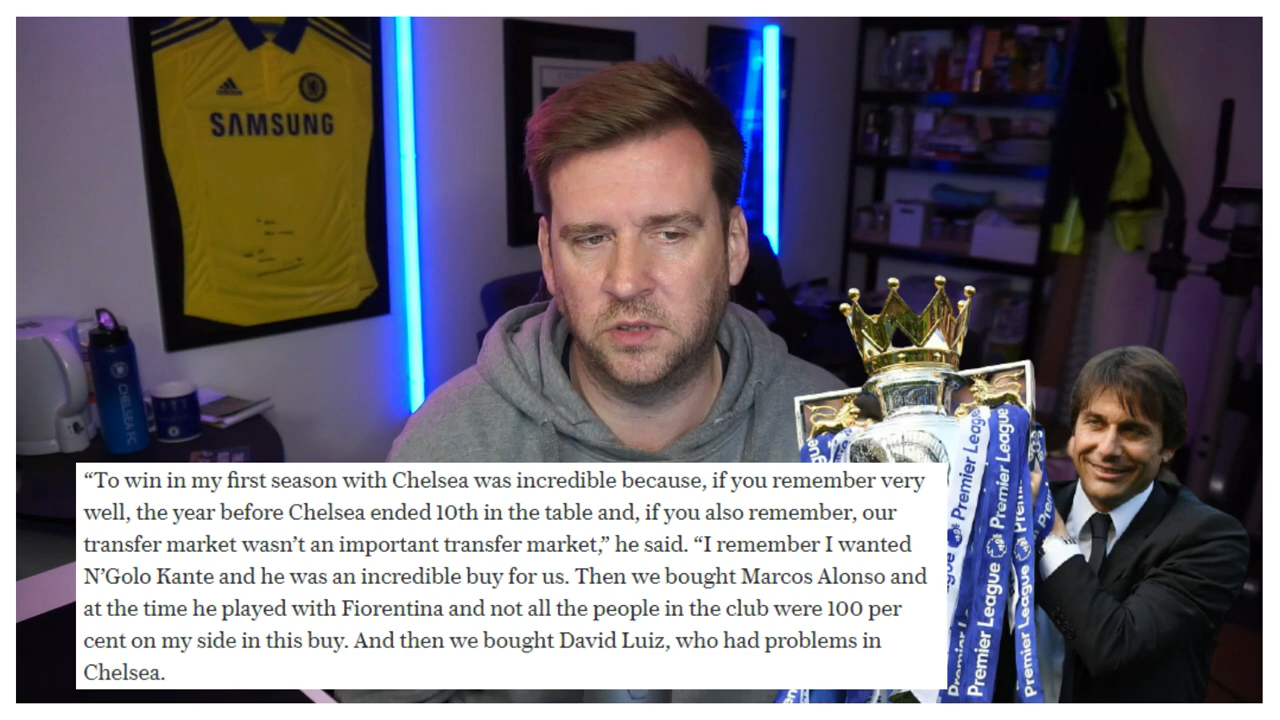 SAMSUNG
CHELSEA FC
Premier League
Premier League
Premier League
Premier League
“To win in my first season with Chelsea was incredible because, if you remember very
well, the year before Chelsea ended 10th in the table and, if you also remember, our
transfer market wasn’t an important transfer market,” he said. “I remember I wanted
N’Golo Kante and he was an incredible buy for us. Then we bought Marcos Alonso and
at the time he played with Fiorentina and not all the people in the club were 100 per
cent on my side in this buy. And then we bought David Luiz, who had problems in
Chelsea.